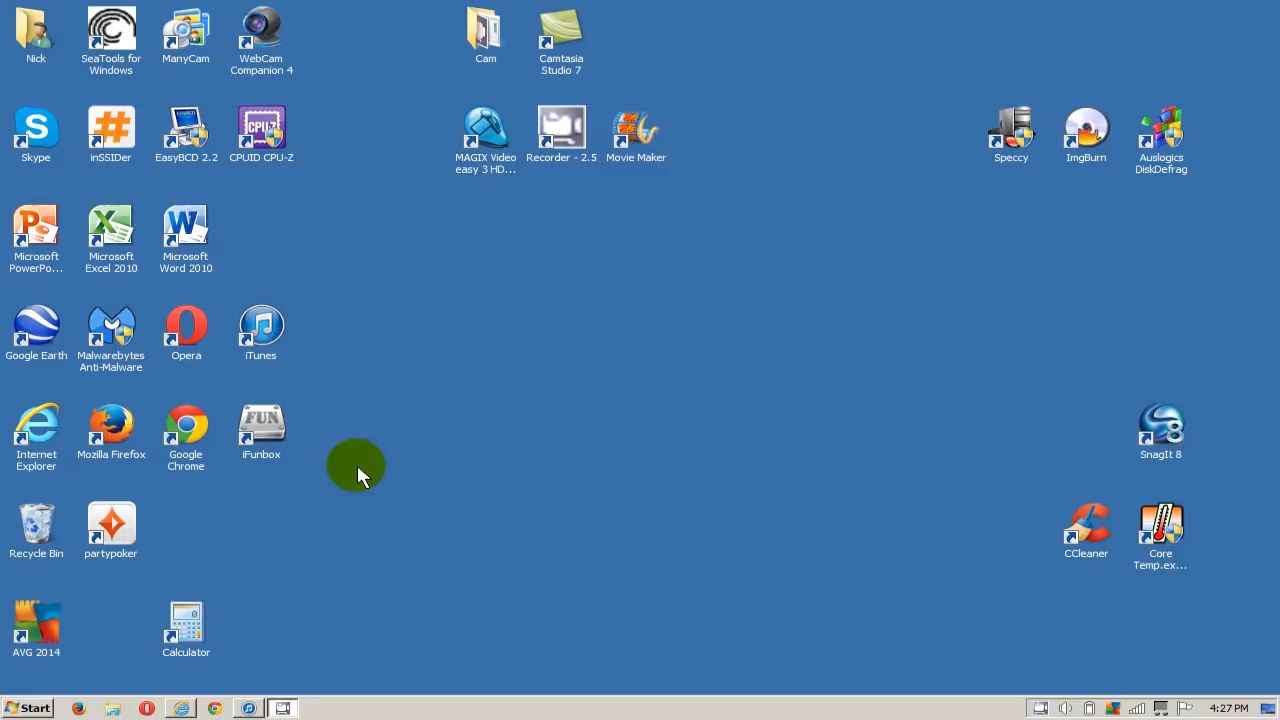 Nick
SeaTools for
Windows
ManyCam
WebCam
Companion 4
Cam
Camtasia
Studio 7
Skype
inSSIDer
EasyBCD 2.2
CPUID CPU-Z
MAGIX Video
easy 3 HD...
Recorder - 2.5
Movie Maker
Speccy
ImgBurn
Auslogics
DiskDefrag
Microsoft
PowerPo...
Microsoft
Excel 2010
Microsoft
Word 2010
Google Earth
Malwarebytes
Anti-Malware
Opera
iTunes
Internet
Explorer
Mozilla Firefox
Google
Chrome
FUN
iFunbox
SnagIt 8
Recycle Bin
partypoker
CCleaner
Core
Temp.ex...
AVG 2014
Calculator
Start
4:27 PM